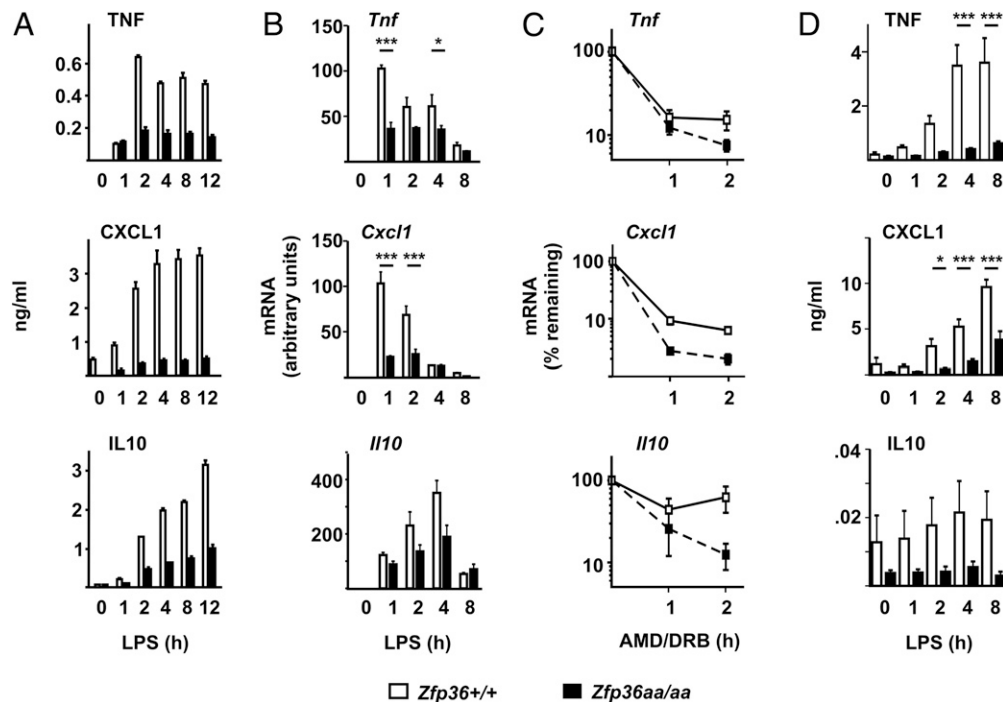 A
TNF
0.6
0.4
0.2
0 1 2 4 8 12
CXCL1
3
2
1
0 1 2 4 8 12
IL10
3
2
1
0 1 2 4 8 12
ng/ml
LPS (h)
B
Tnf
*** *
100
50
0 1 2 4 8
Cxcl1
*** ***
150
100
50
0 1 2 4 8
Il10
400
200
0 1 2 4 8
mRNA
(arbitrary units)
LPS (h)
C
Tnf
100
10
1 2
Cxcl1
100
10
1 2
Il10
100
10
1 2
mRNA
(% remaining)
AMD/DRB (h)
D
TNF
*** ***
4
2
0 1 2 4 8
CXCL1
* *** ***
10
5
0 1 2 4 8
IL10
.04
.02
0 1 2 4 8
ng/ml
LPS (h)
Zfp36+/+ Zfp36aa/aa